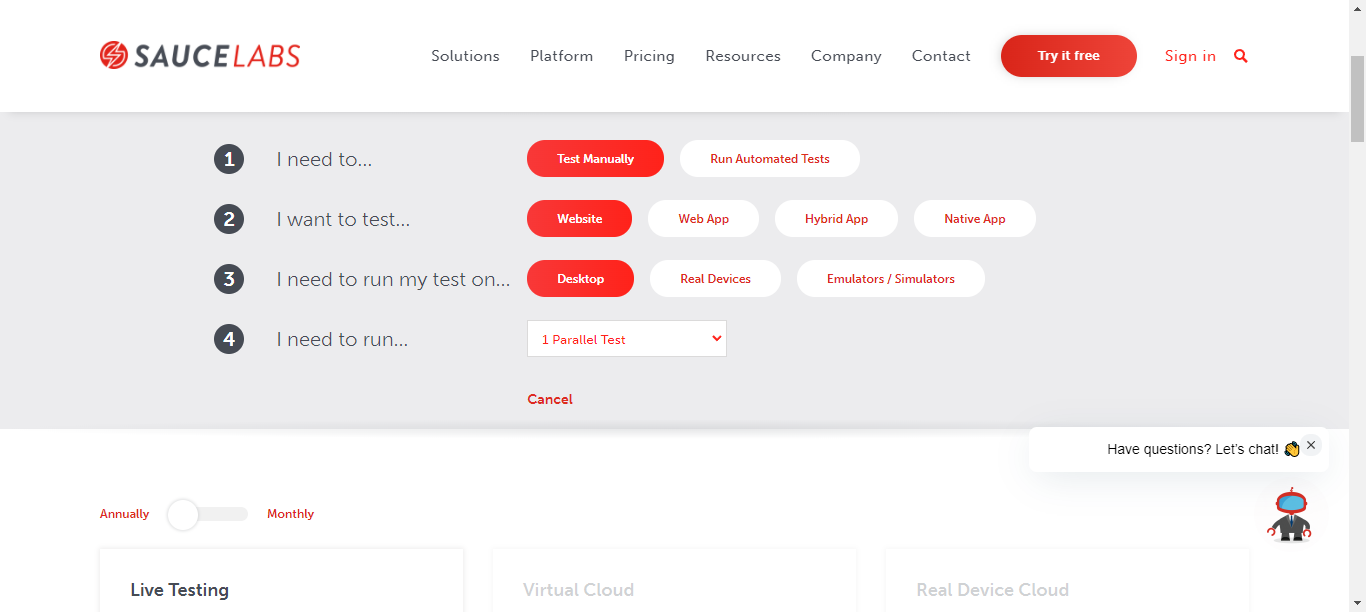 SAUCELABS Solutions Platform Pricing Resources Company Contact Try it free Sign in
1 I need to... Test Manually Run Automated Tests
2 I want to test... Website Web App Hybrid App Native App
3 I need to run my test on... Desktop Real Devices Emulators / Simulators
4 I need to run... 1 Parallel Test
Cancel
Have questions? Let's chat! 👏
Annually Monthly
Live Testing Virtual Cloud Real Device Cloud